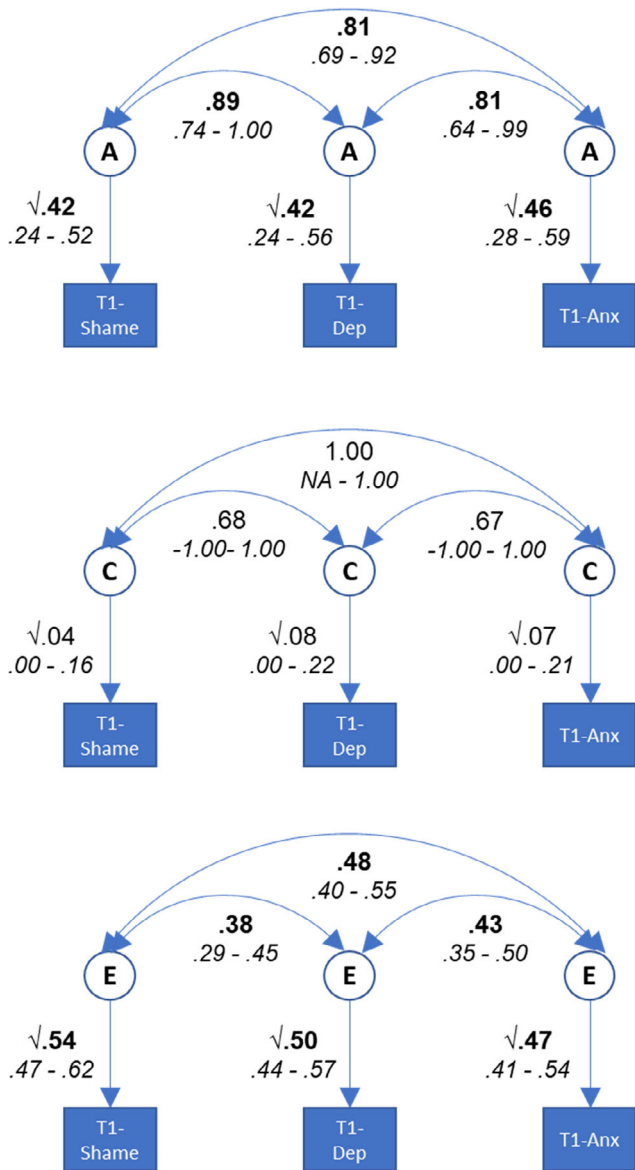 .81
.69 - .92
.89
.74 - 1.00
.81
.64 - .99
A
A
A
√.42
.24 - .52
√.42
.24 - .56
√.46
.28 - .59
T1-
Shame
T1-
Dep
T1-Anx
1.00
NA - 1.00
.68
-1.00- 1.00
.67
-1.00 - 1.00
C
C
C
√.04
.00 - .16
√.08
.00 - .22
√.07
.00 - .21
T1-
Shame
T1-
Dep
T1-Anx
.48
.40 - .55
.38
.29 - .45
.43
.35 - .50
E
E
E
√.54
.47 - .62
√.50
.44 - .57
√.47
.41 - .54
T1-
Shame
T1-
Dep
T1-Anx